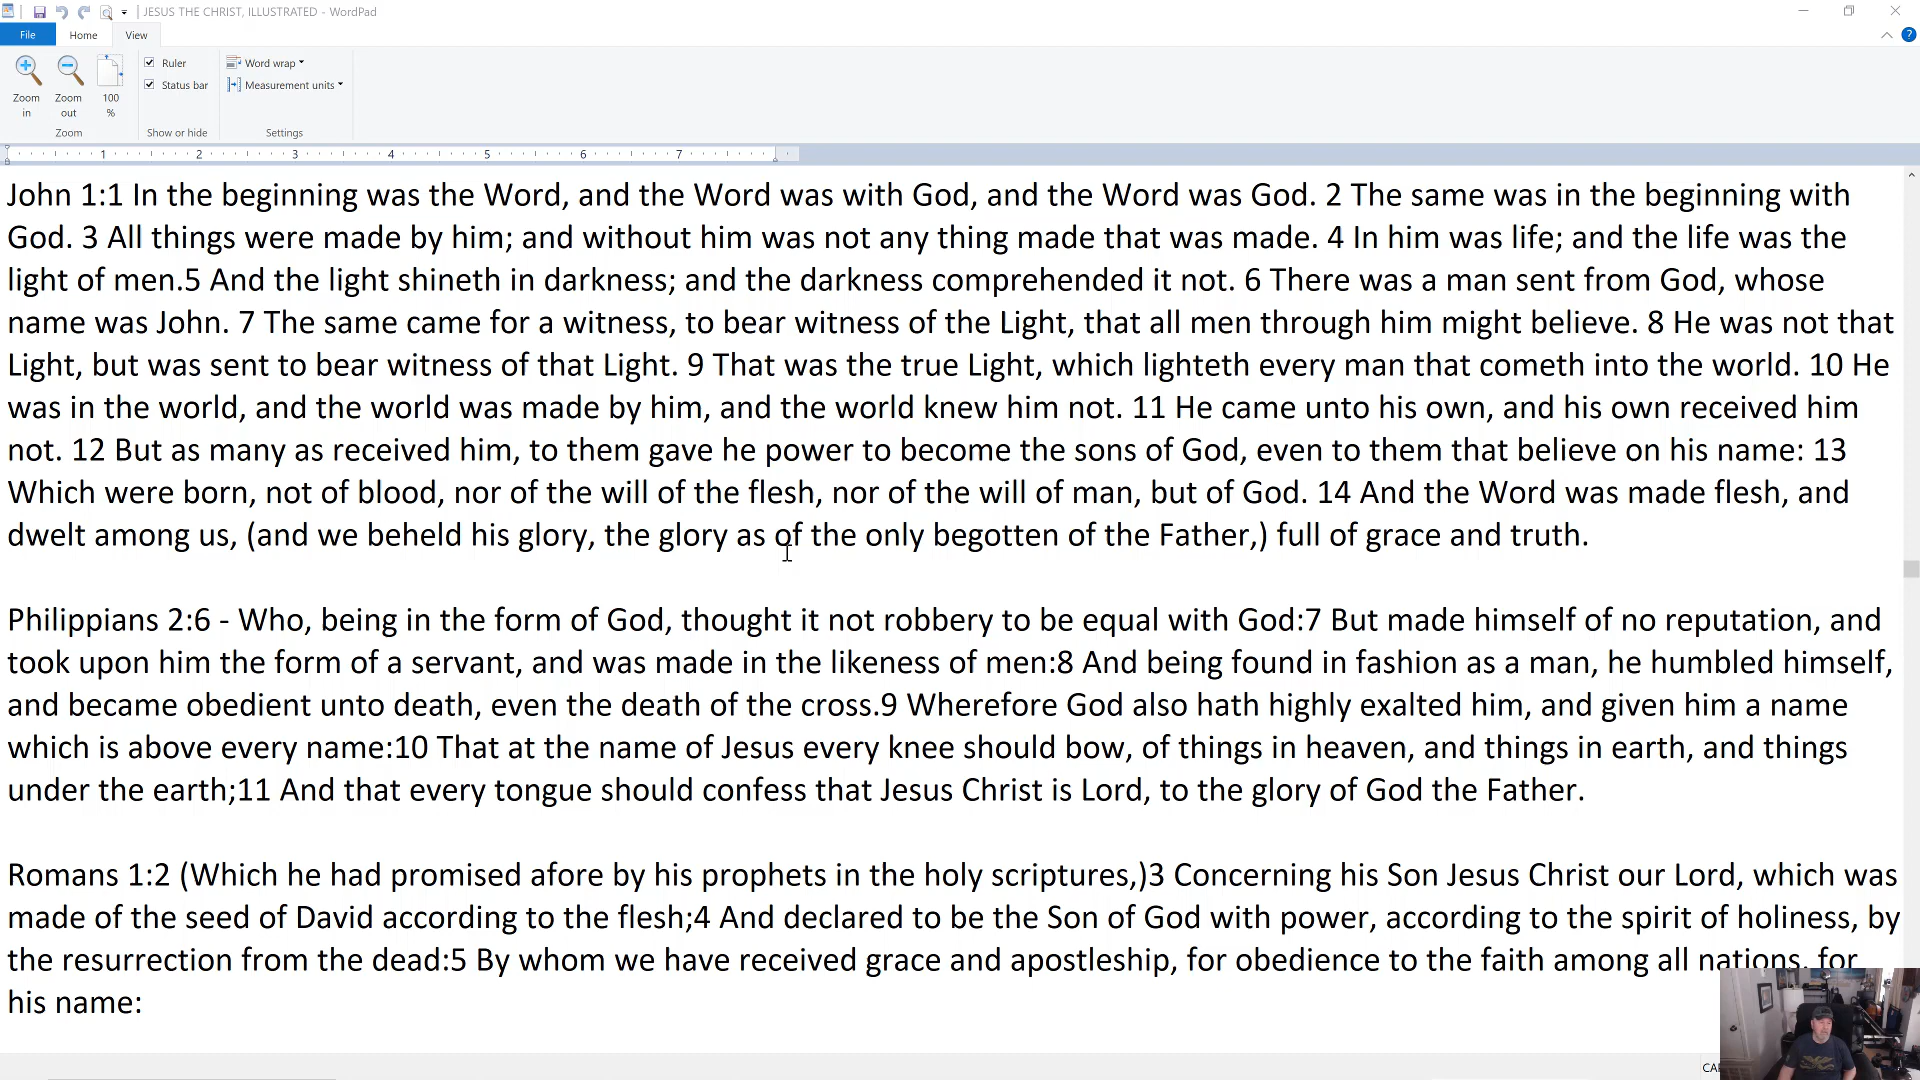 JESUS THE CHRIST, ILLUSTRATED - WordPad
File Home View
Zoom in
Zoom out
100 %
Ruler
Status bar
Word wrap
Measurement units
Zoom Show or hide Settings
1 2 3 4 5 6 7
John 1:1 In the beginning was the Word, and the Word was with God, and the Word was God. 2 The same was in the beginning with
God. 3 All things were made by him; and without him was not any thing made that was made. 4 In him was life; and the life was the
light of men.5 And the light shineth in darkness; and the darkness comprehended it not. 6 There was a man sent from God, whose
name was John. 7 The same came for a witness, to bear witness of the Light, that all men through him might believe. 8 He was not that
Light, but was sent to bear witness of that Light. 9 That was the true Light, which lighteth every man that cometh into the world. 10 He
was in the world, and the world was made by him, and the world knew him not. 11 He came unto his own, and his own received him
not. 12 But as many as received him, to them gave he power to become the sons of God, even to them that believe on his name: 13
Which were born, not of blood, nor of the will of the flesh, nor of the will of man, but of God. 14 And the Word was made flesh, and
dwelt among us, (and we beheld his glory, the glory as of the only begotten of the Father,) full of grace and truth.
Philippians 2:6 - Who, being in the form of God, thought it not robbery to be equal with God:7 But made himself of no reputation, and
took upon him the form of a servant, and was made in the likeness of men:8 And being found in fashion as a man, he humbled himself,
and became obedient unto death, even the death of the cross.9 Wherefore God also hath highly exalted him, and given him a name
which is above every name:10 That at the name of Jesus every knee should bow, of things in heaven, and things in earth, and things
under the earth;11 And that every tongue should confess that Jesus Christ is Lord, to the glory of God the Father.
Romans 1:2 (Which he had promised afore by his prophets in the holy scriptures,)3 Concerning his Son Jesus Christ our Lord, which was
made of the seed of David according to the flesh;4 And declared to be the Son of God with power, according to the spirit of holiness, by
the resurrection from the dead:5 By whom we have received grace and apostleship, for obedience to the faith among all nations, for
his name: